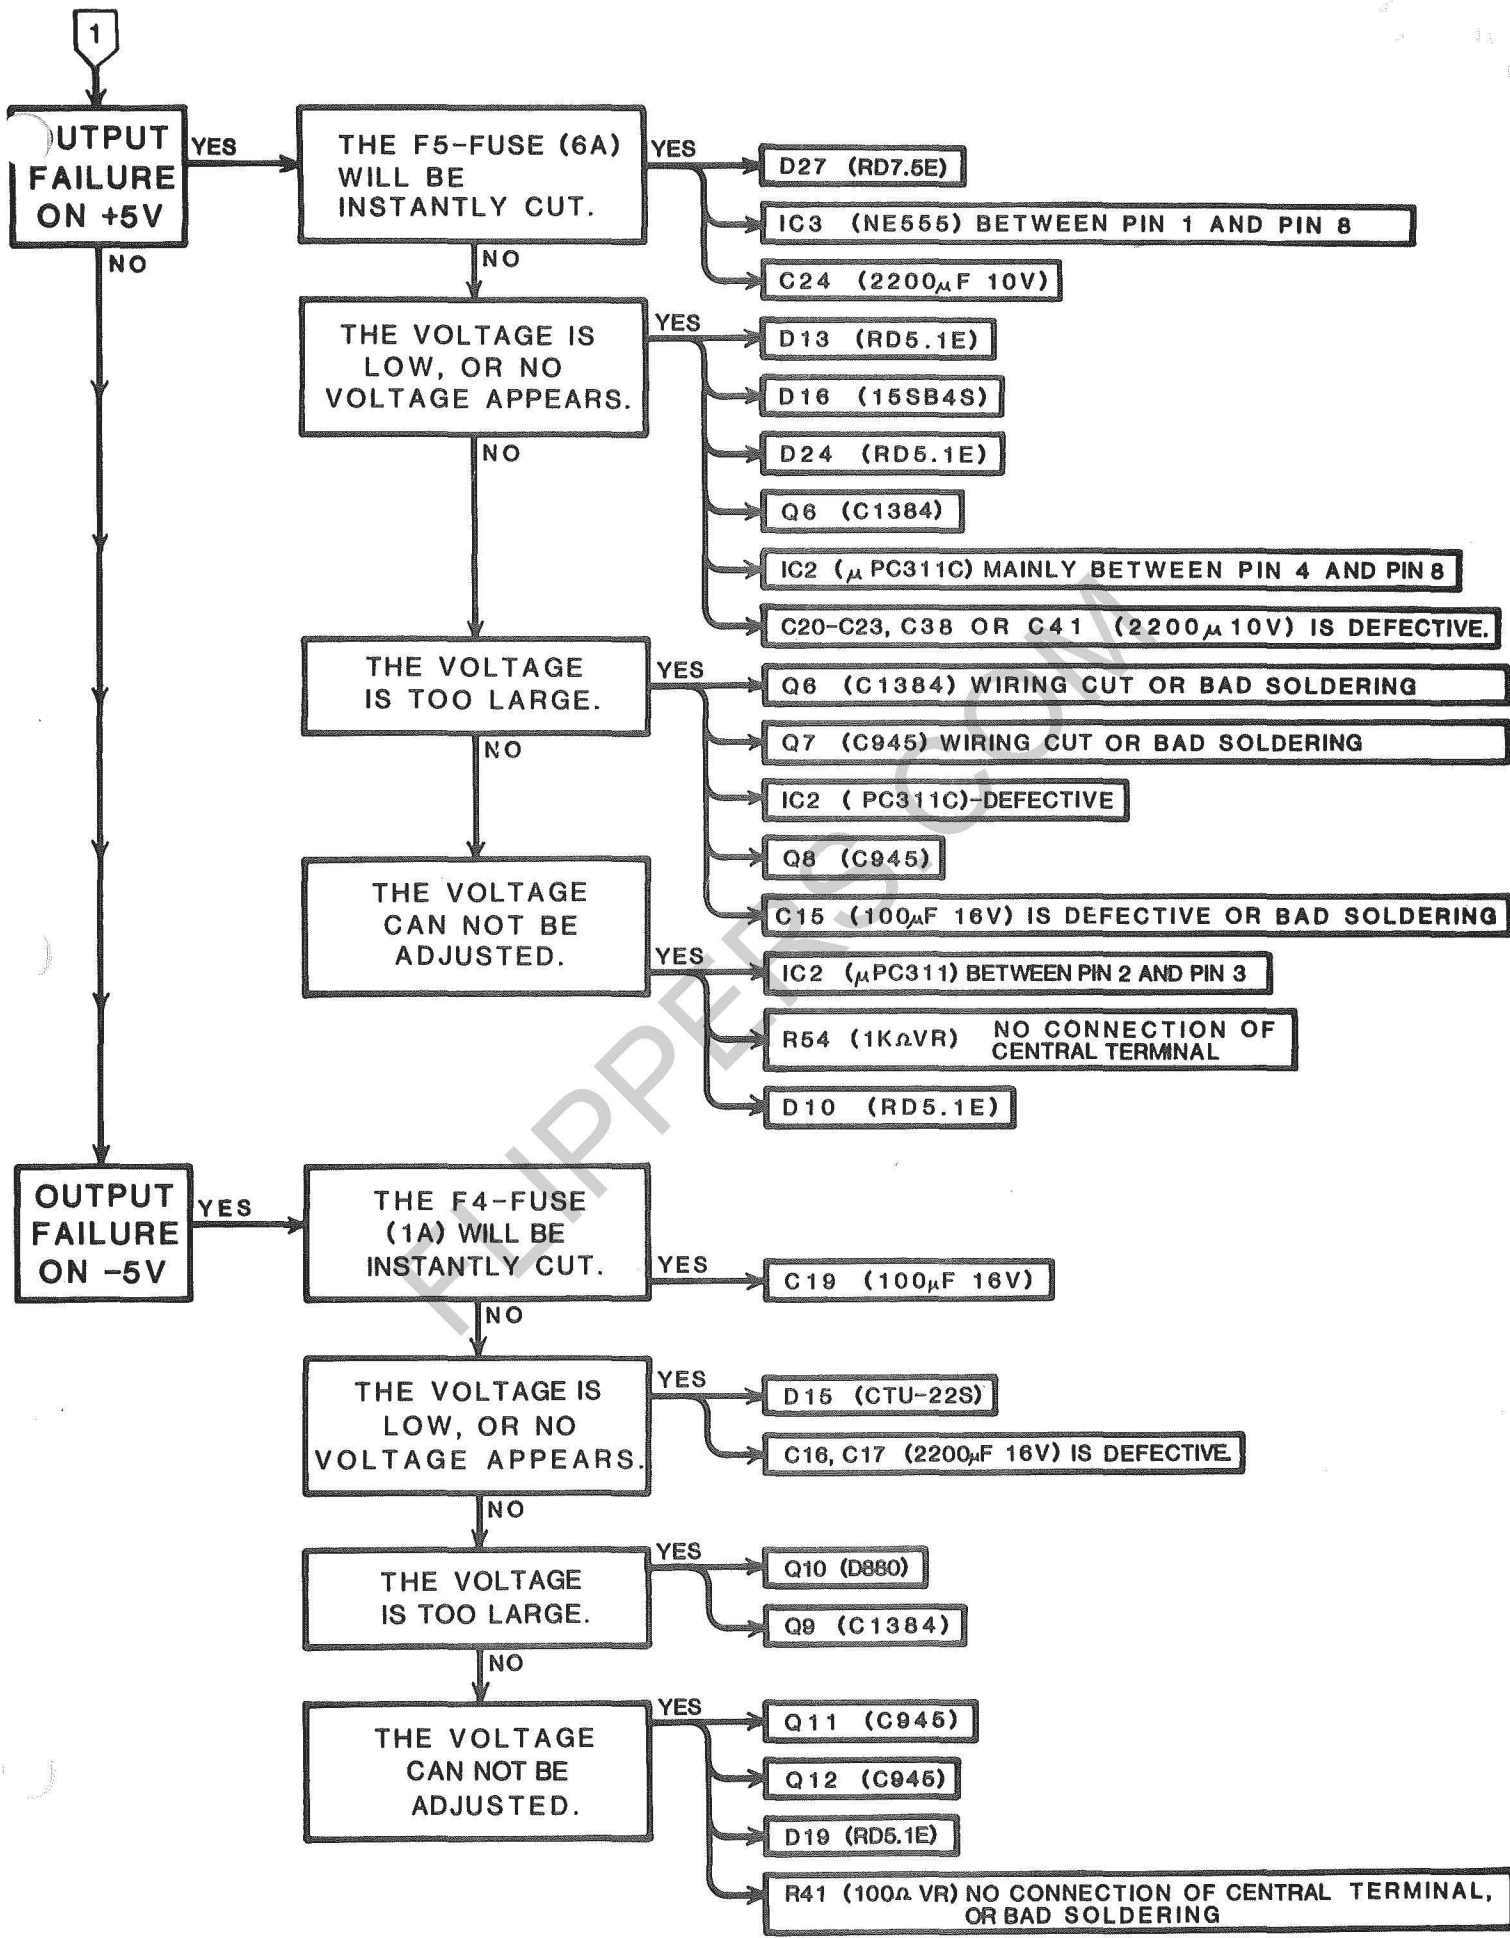 1
UTPUT
FAILURE
ON +5V
YES
NO
THE F5-FUSE (6A)
WILL BE
INSTANTLY CUT.
YES
NO
D27 (RD7.5E)
IC3 (NE555) BETWEEN PIN 1 AND PIN 8
C24 (2200μF 10V)
THE VOLTAGE IS
LOW, OR NO
VOLTAGE APPEARS.
YES
NO
D13 (RD5.1E)
D16 (15SB4S)
D24 (RD5.1E)
Q6 (C1384)
IC2 (μ PC311C) MAINLY BETWEEN PIN 4 AND PIN 8
C20-C23, C38 OR C41 (2200μ 10V) IS DEFECTIVE.
THE VOLTAGE
IS TOO LARGE.
YES
NO
Q6 (C1384) WIRING CUT OR BAD SOLDERING
Q7 (C945) WIRING CUT OR BAD SOLDERING
IC2 ( PC311C)-DEFECTIVE
Q8 (C945)
C15 (100μF 16V) IS DEFECTIVE OR BAD SOLDERING
THE VOLTAGE
CAN NOT BE
ADJUSTED.
YES
IC2 (μPC311) BETWEEN PIN 2 AND PIN 3
R54 (1KΩVR) NO CONNECTION OF
CENTRAL TERMINAL
D10 (RD5.1E)
OUTPUT
FAILURE
ON -5V
YES
THE F4-FUSE
(1A) WILL BE
INSTANTLY CUT.
YES
NO
C19 (100μF 16V)
THE VOLTAGE IS
LOW, OR NO
VOLTAGE APPEARS.
YES
NO
D15 (CTU-22S)
C16, C17 (2200μF 16V) IS DEFECTIVE.
THE VOLTAGE
IS TOO LARGE.
YES
NO
Q10 (D880)
Q9 (C1384)
THE VOLTAGE
CAN NOT BE
ADJUSTED.
YES
Q11 (C945)
Q12 (C945)
D19 (RD5.1E)
R41 (100Ω VR) NO CONNECTION OF CENTRAL TERMINAL,
OR BAD SOLDERING
FLIPPERS.COM